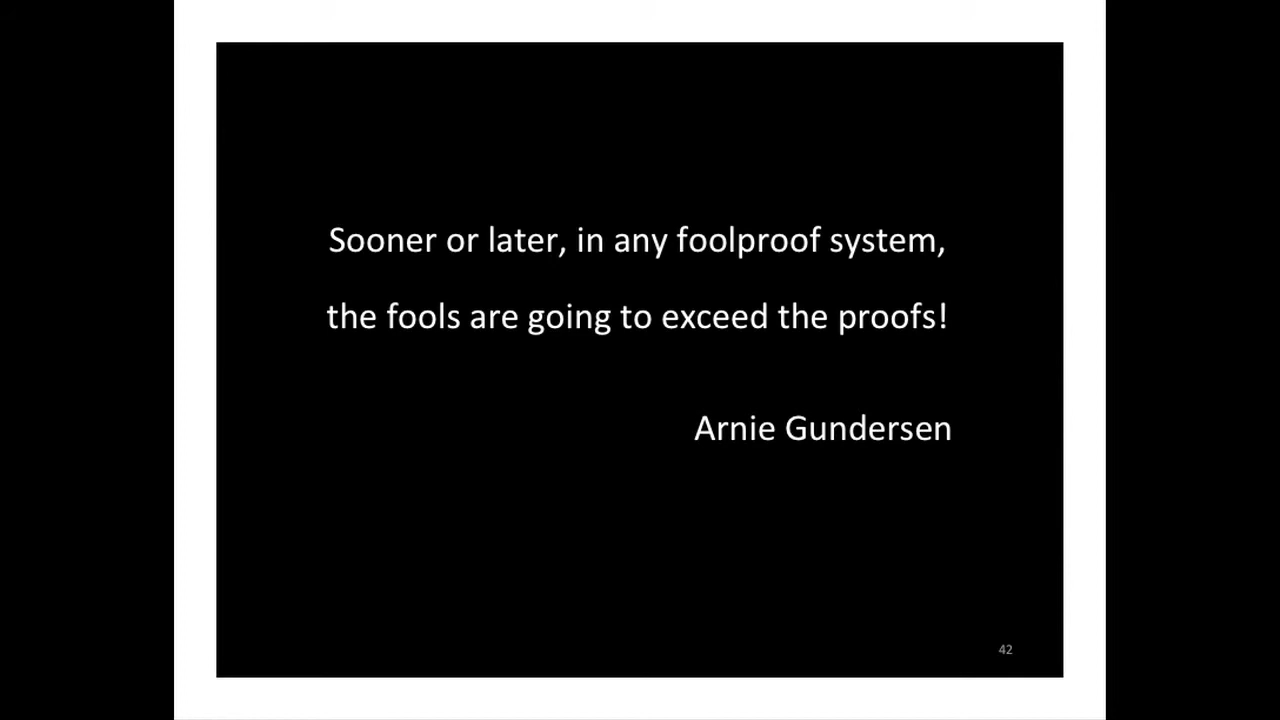 Sooner or later, in any foolproof system,
the fools are going to exceed the proofs!
Arnie Gundersen
42